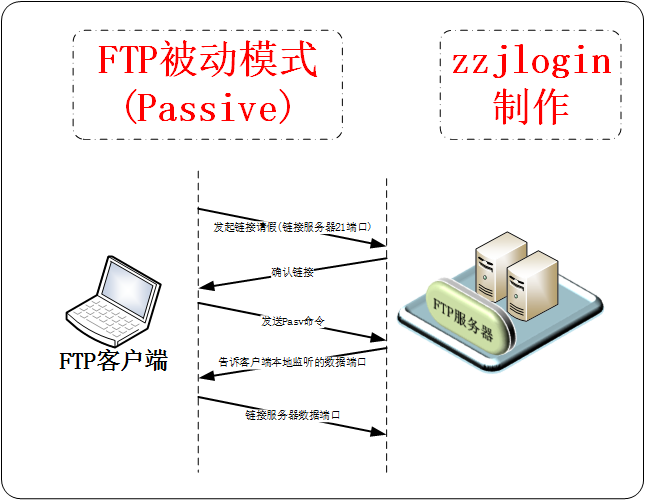 FTP被动模式
(Passive)
zzjlogin
制作
发起链接请假(链接服务器21端口)
确认链接
发送Pasv命令
告诉客户端本地监听的数据端口
链接服务器数据端口
FTP客户端
FTP服务器